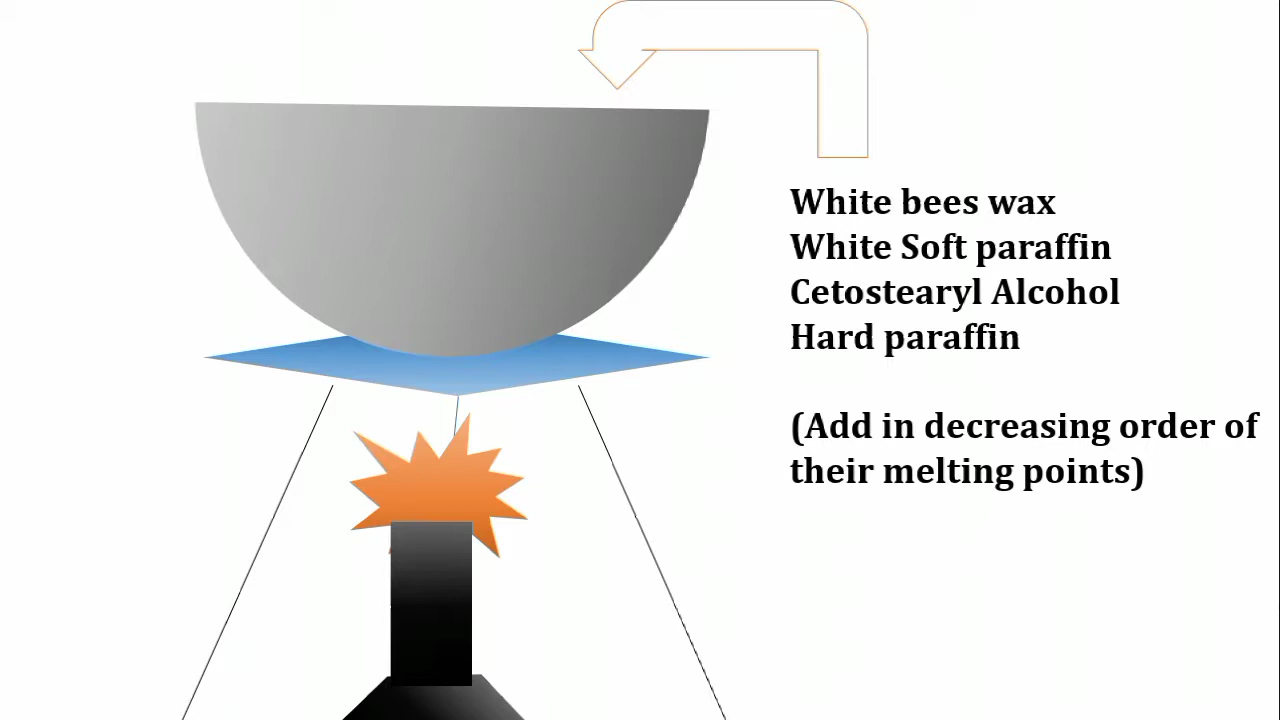 White bees wax
White Soft paraffin
Cetostearyl Alcohol
Hard paraffin
(Add in decreasing order of
their melting points)